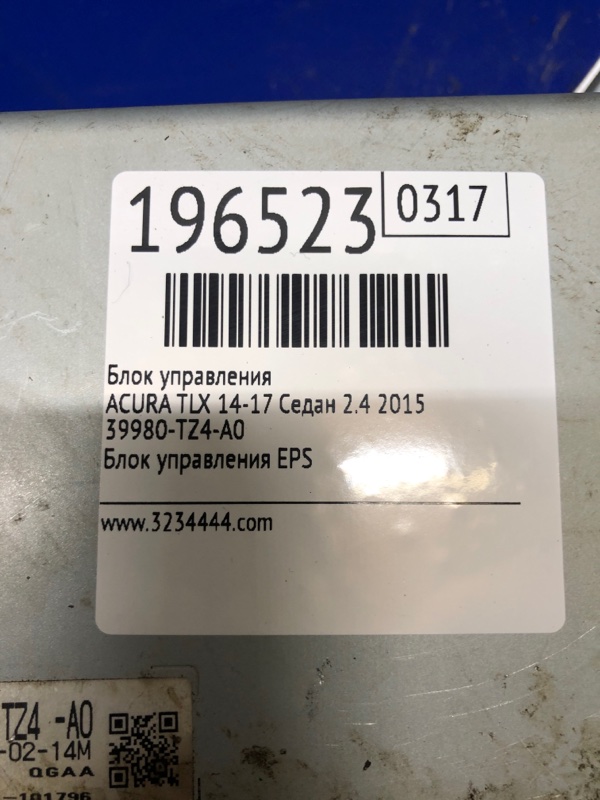 196523 0317
Блок управления
ACURA TLX 14-17 Седан 2.4 2015
39980-TZ4-A0
Блок управления EPS
www.3234444.com
TZ4 -A0
-02-14M
QGAA
-101796